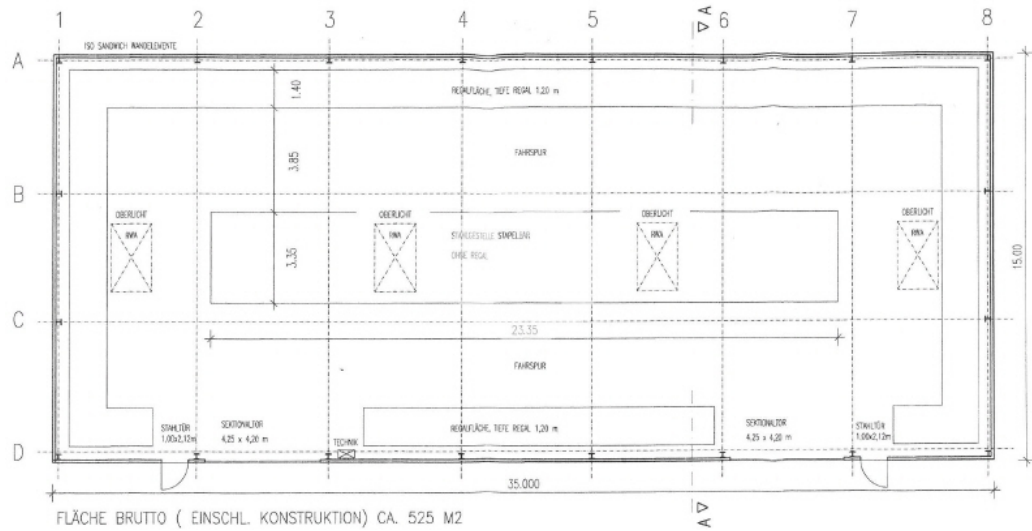 1 2 3 4 5 6 7 8
A
ISO SANDWICH WANDELEMENTE
A
1.40
REGALFLÄCHE, TIEFE REGAL 1,20 m
3.85
FAHRSPUR
B
OBERLICHT OBERLICHT OBERLICHT OBERLICHT
RWA RWA RWA RWA
3.35
STAHLGESTELLE STAPELBAR
OHNE REGAL
15.00
C
23.35
FAHRSPUR
STAHLTÜR
1,00x2,12m
SEKTIONALTOR
4,25 x 4,20 m
TECHNIK
REGALFLÄCHE, TIEFE REGAL 1,20 m
SEKTIONALTOR
4,25 x 4,20 m
STAHLTÜR
1,00x2,12m
D
35.000
A
FLÄCHE BRUTTO ( EINSCHL. KONSTRUKTION) CA. 525 M2